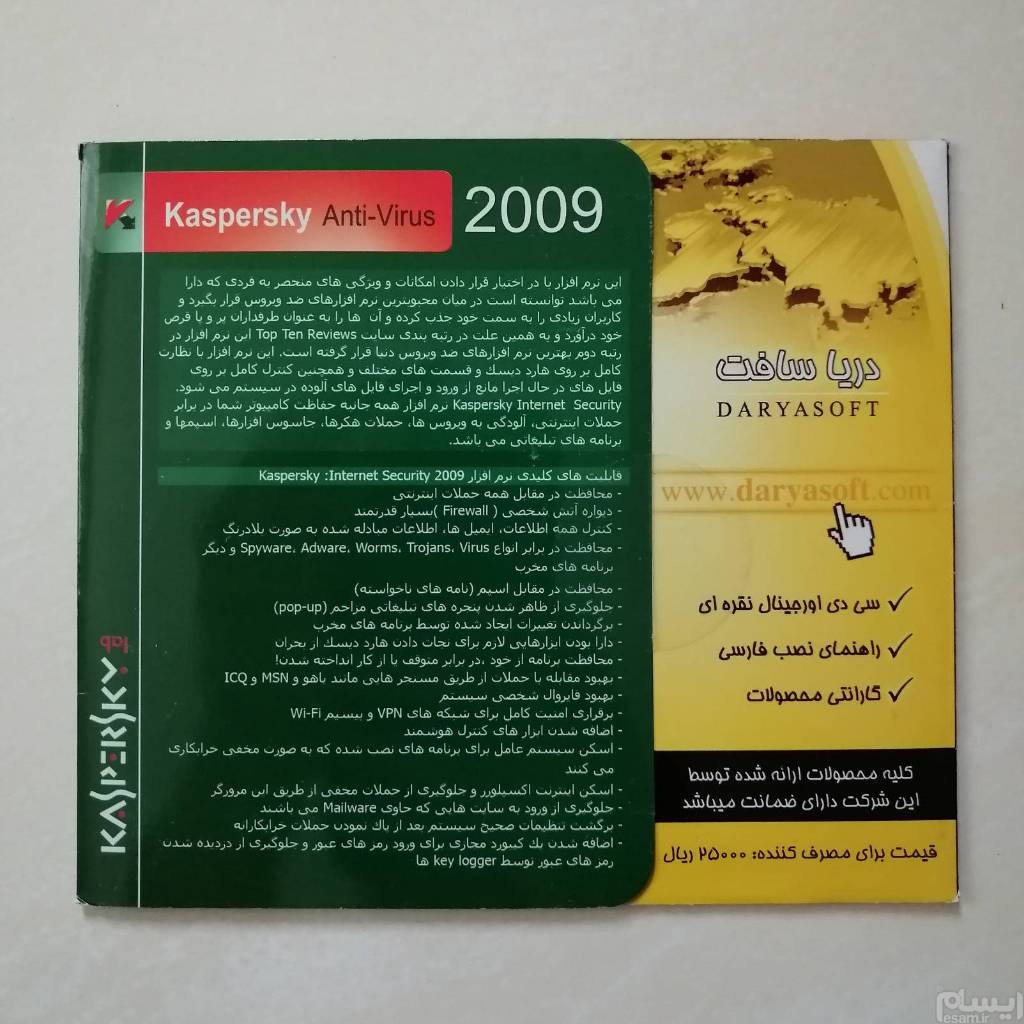 Kaspersky Anti-Virus 2009
این نرم افزار با در اختیار قرار دادن امکانات و ویژگی های منحصر به فردی که دارا
می باشد توانسته است در میان محبوبترین نرم افزارهای ضد ویروس قرار بگیرد و
کاربران زیادی را به سمت خود جذب کرده و آن ها را به عنوان طرفداران پر و پا قرص
خود درآورد و به همین علت در رتبه بندی سایت Top Ten Reviews این نرم افزار در
رتبه دوم بهترین نرم افزارهای ضد ویروس دنیا قرار گرفته است. این نرم افزار با نظارت
کامل بر روی هارد دیسك و قسمت های مختلف و همچنین کنترل کامل بر روی
فایل های در حال اجرا مانع از ورود و اجرای فایل های آلوده در سیستم می شود.
Kaspersky Internet Security نرم افزار همه جانبه حفاظت کامپیوتر شما در برابر
حملات اینترنتی، آلودگی به ویروس ها، حملات هکرها، جاسوس افزارها، اسپمها و
برنامه های تبلیغاتی می باشد.
قابلیت های کلیدی نرم افزار Kaspersky :Internet Security 2009
- محافظت در مقابل همه حملات اینترنتی
- دیواره آتش شخصی ( Firewall )بسیار قدرتمند
- کنترل همه اطلاعات، ایمیل ها، اطلاعات مبادله شده به صورت بلادرنگ
- محافظت در برابر انواع Spyware، Adware، Worms، Trojans، Virus و دیگر
برنامه های مخرب
- محافظت در مقابل اسپم (نامه های ناخواسته)
- جلوگیری از ظاهر شدن پنجره های تبلیغاتی مزاحم (pop-up)
- برگرداندن تغییرات ایجاد شده توسط برنامه های مخرب
- دارا بودن ابزارهایی لازم برای نجات دادن هارد دیسك از بحران
- محافظت برنامه از خود ،در برابر متوقف یا از کار انداخته شدن!
- بهبود مقابله با حملات از طریق مسنجر هایی مانند یاهو و MSN و ICQ
- بهبود فایروال شخصی سیستم
- برقراری امنیت کامل برای شبکه های VPN و بیسیم Wi-Fi
- اضافه شدن ابزار های کنترل هوشمند
- اسکن سیستم عامل برای برنامه های نصب شده که به صورت مخفی خرابکاری
می کنند
- اسکن اینترنت اکسپلورر و جلوگیری از حملات مخفی از طریق این مرورگر
- جلوگیری از ورود به سایت هایی که حاوی Mailware می باشند
- برگشت تنظیمات صحیح سیستم بعد از پاك نمودن حملات خرابکارانه
- اضافه شدن یك کیبورد مجازی برای ورود رمز های عبور و جلوگیری از دزدیده شدن
رمز های عبور توسط key logger ها
KASPERSKY lab
دریا سافت
DARYASOFT
www.daryasoft.com
سی دی اورجینال نقره ای
راهنمای نصب فارسی
گارانتی محصولات
کلیه محصولات ارائه شده توسط
این شرکت دارای ضمانت میباشد
قیمت برای مصرف کننده: ۲۵۰۰۰ ریال
ایسام
esam.ir